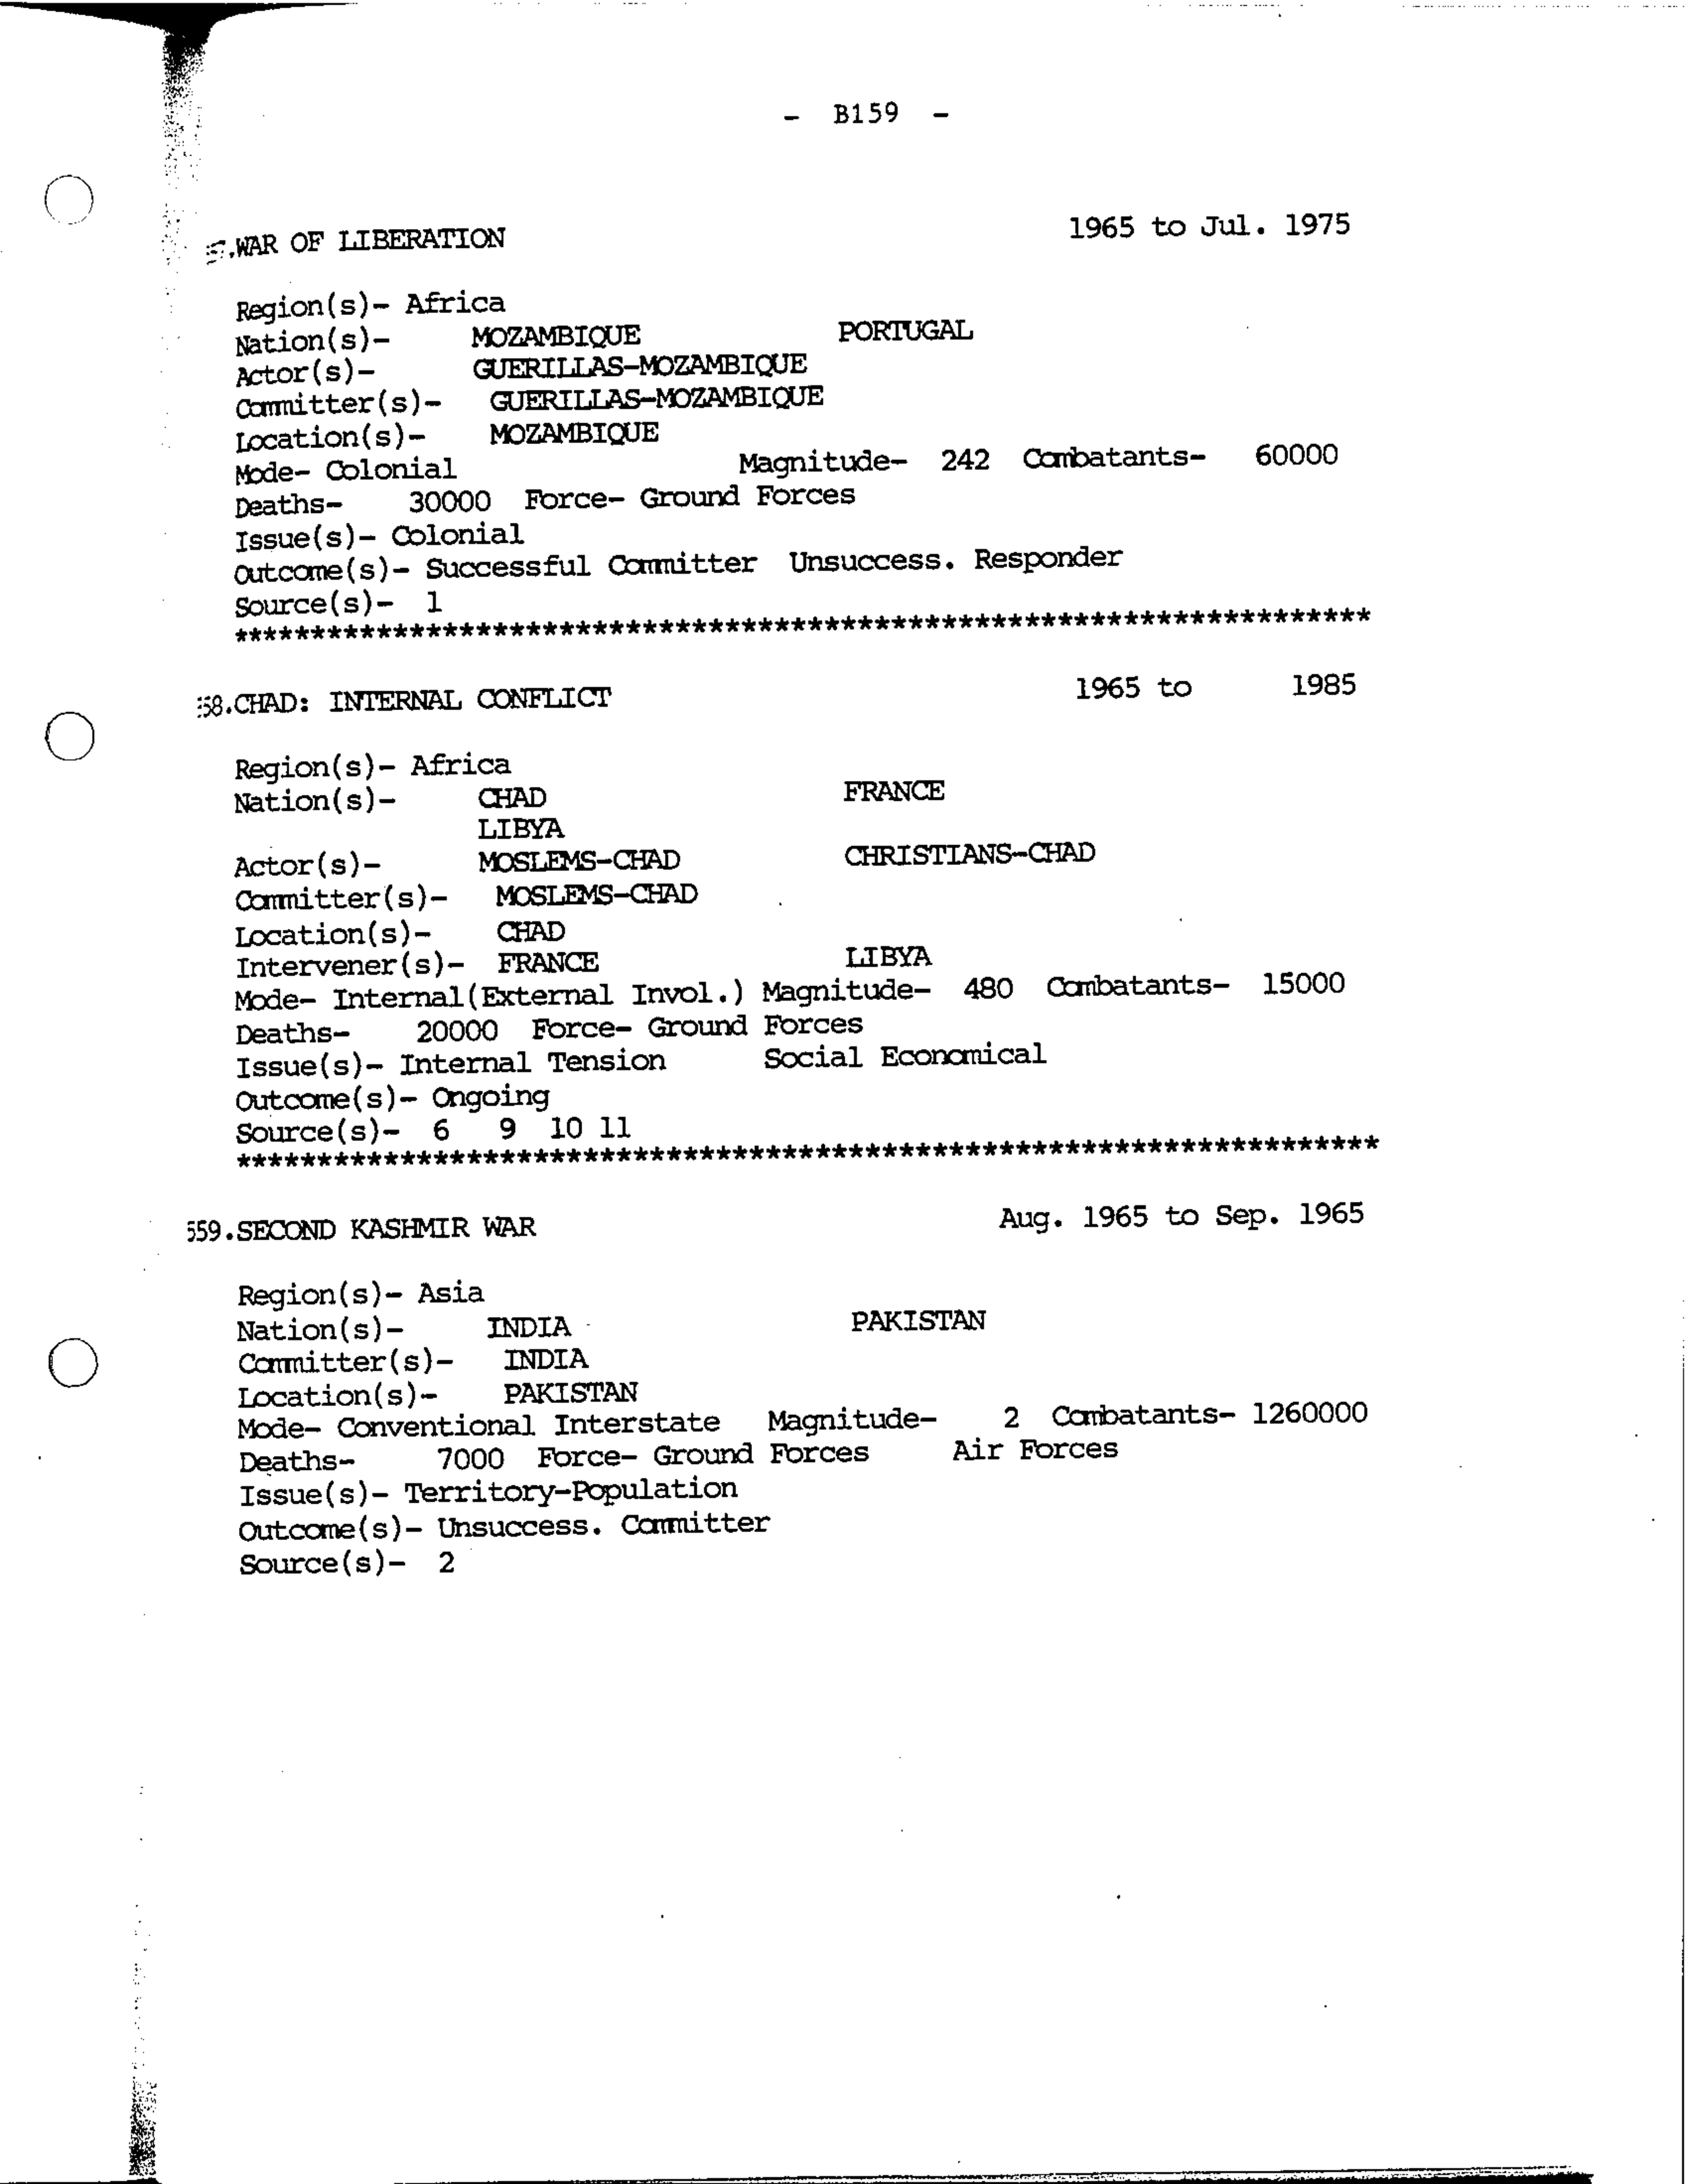 - B159 -
.WAR OF LIBERATION 1965 to Jul. 1975
Region(s)- Africa
Nation(s)- MOZAMBIQUE PORTUGAL
Actor(s)- GUERILLAS-MOZAMBIQUE
Committer(s)- GUERILLAS-MOZAMBIQUE
Location(s)- MOZAMBIQUE
Mode- Colonial Magnitude- 242 Combatants- 60000
Deaths- 30000 Force- Ground Forces
Issue(s)- Colonial
Outcome(s)- Successful Committer Unsuccess. Responder
Source(s)- 1
**********************************************************************
58.CHAD: INTERNAL CONFLICT 1965 to 1985
Region(s)- Africa
Nation(s)- CHAD FRANCE
LIBYA
Actor(s)- MOSLEMS-CHAD CHRISTIANS-CHAD
Committer(s)- MOSLEMS-CHAD
Location(s)- CHAD
Intervener(s)- FRANCE LIBYA
Mode- Internal(External Invol.) Magnitude- 480 Combatants- 15000
Deaths- 20000 Force- Ground Forces
Issue(s)- Internal Tension Social Economical
Outcome(s)- Ongoing
Source(s)- 6 9 10 11
**********************************************************************
559.SECOND KASHMIR WAR Aug. 1965 to Sep. 1965
Region(s)- Asia
Nation(s)- INDIA PAKISTAN
Committer(s)- INDIA
Location(s)- PAKISTAN
Mode- Conventional Interstate Magnitude- 2 Combatants- 1260000
Deaths- 7000 Force- Ground Forces Air Forces
Issue(s)- Territory-Population
Outcome(s)- Unsuccess. Committer
Source(s)- 2